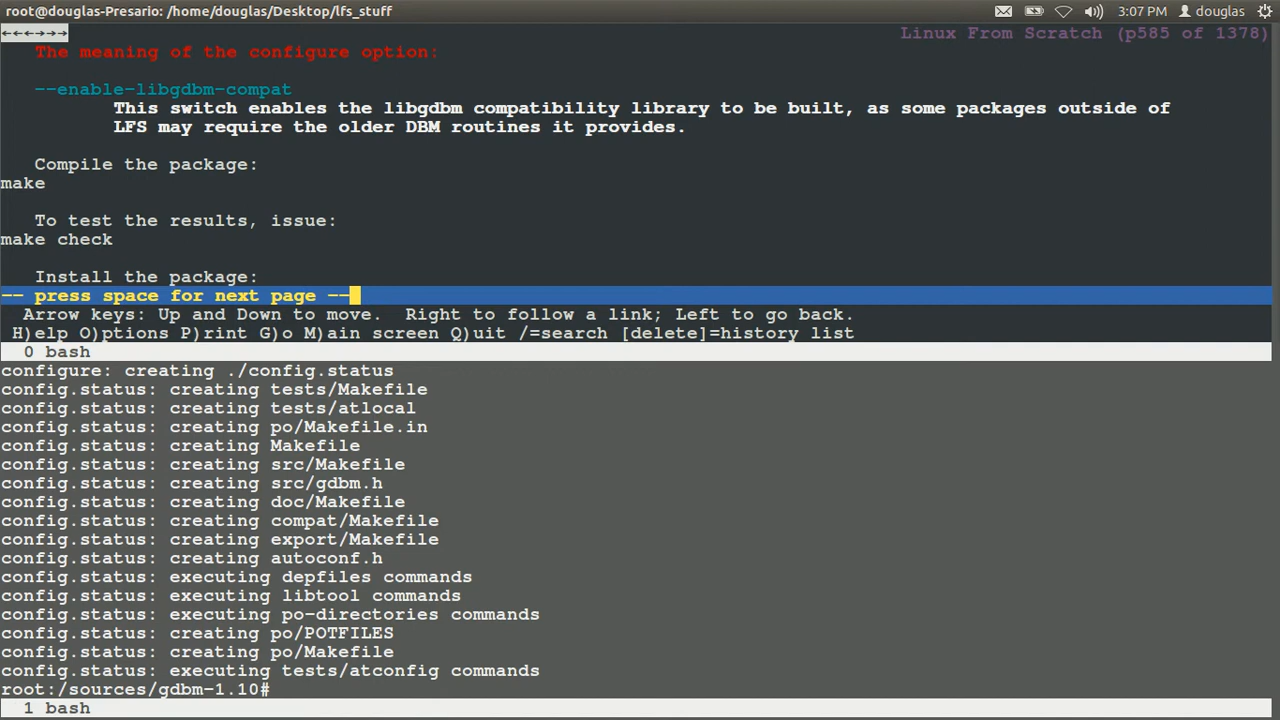 root@douglas-Presario: /home/douglas/Desktop/lfs_stuff
3:07 PM
douglas
←←←→→→
Linux From Scratch (p585 of 1378)
The meaning of the configure option:
--enable-libgdbm-compat
This switch enables the libgdbm compatibility library to be built, as some packages outside of
LFS may require the older DBM routines it provides.
Compile the package:
make
To test the results, issue:
make check
Install the package:
-- press space for next page --
Arrow keys: Up and Down to move.  Right to follow a link; Left to go back.
H)elp O)ptions P)rint G)o M)ain screen Q)uit /=search [delete]=history list
0 bash
configure: creating ./config.status
config.status: creating tests/Makefile
config.status: creating tests/atlocal
config.status: creating po/Makefile.in
config.status: creating Makefile
config.status: creating src/Makefile
config.status: creating src/gdbm.h
config.status: creating doc/Makefile
config.status: creating compat/Makefile
config.status: creating export/Makefile
config.status: creating autoconf.h
config.status: executing depfiles commands
config.status: executing libtool commands
config.status: executing po-directories commands
config.status: creating po/POTFILES
config.status: creating po/Makefile
config.status: executing tests/atconfig commands
root:/sources/gdbm-1.10#
1 bash